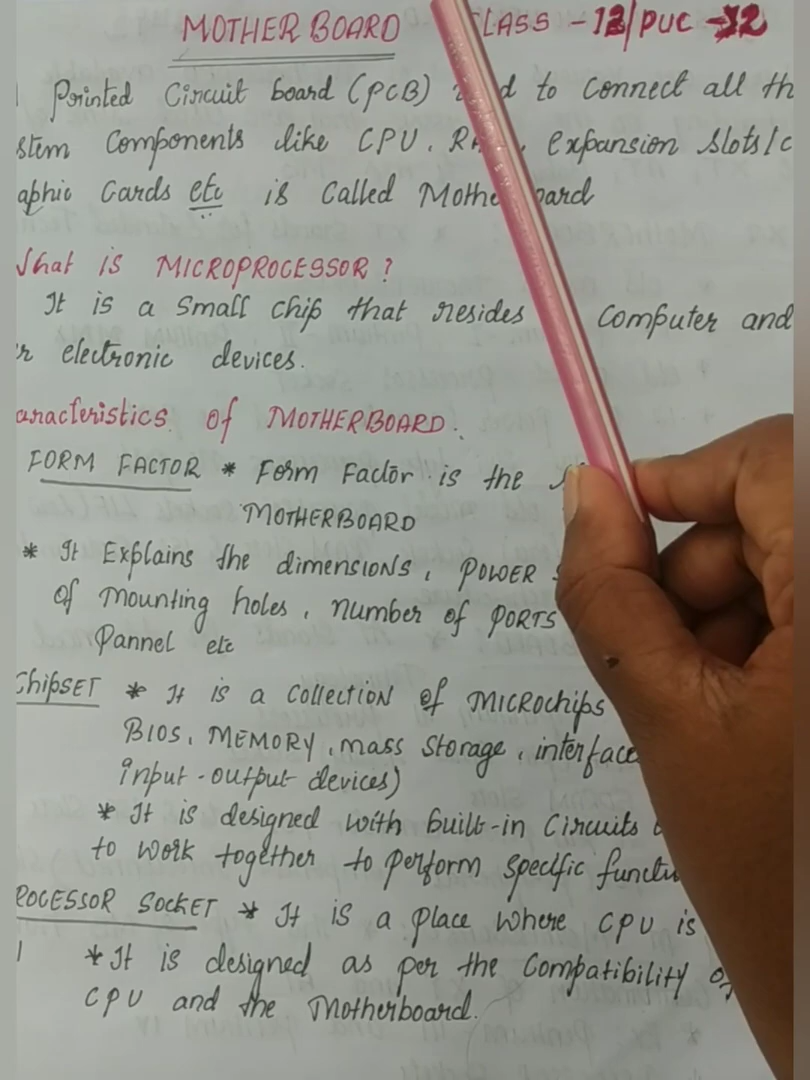 MOTHER BOARD CLASS - 12/PUC - 12
Printed Circuit board (PCB) to Connect all th
stem Components like CPU, RA , expansion slots/c
aphic Cards etc is Called Mothe board
What is MICROPROCESSOR?
It is a small chip that resides Computer and
r electronic devices.
aracteristics of MOTHERBOARD.
FORM FACTOR * Form Factor is the
MOTHERBOARD
* It Explains the dimensions, POWER
of mounting holes, number of PORTS
Pannel etc
ChipSET * It is a Collection of MICROchips
BIOS, MEMORY, mass storage, interface
input-output devices)
* It is designed with built-in Circuits
to work together to perform specific functi
ROCESSOR SOCKET * It is a place where CPU is
* It is designed as per the Compatibility of
CPU and the Motherboard.